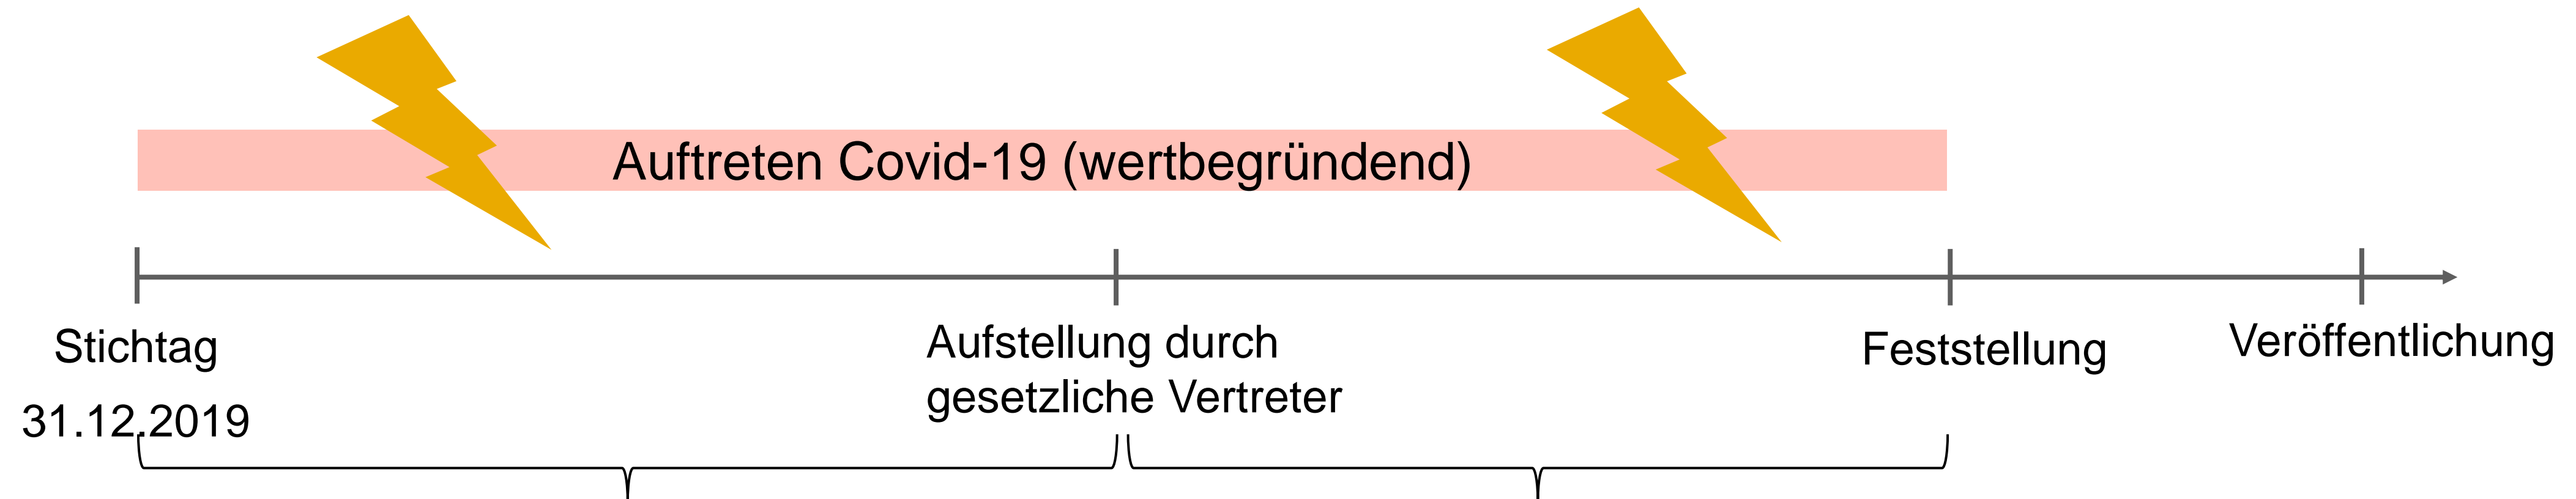 Auftreten Covid-19 (wertbegründend)
Stichtag
31.12.2019
Aufstellung durch
gesetzliche Vertreter
Feststellung
Veröffentlichung